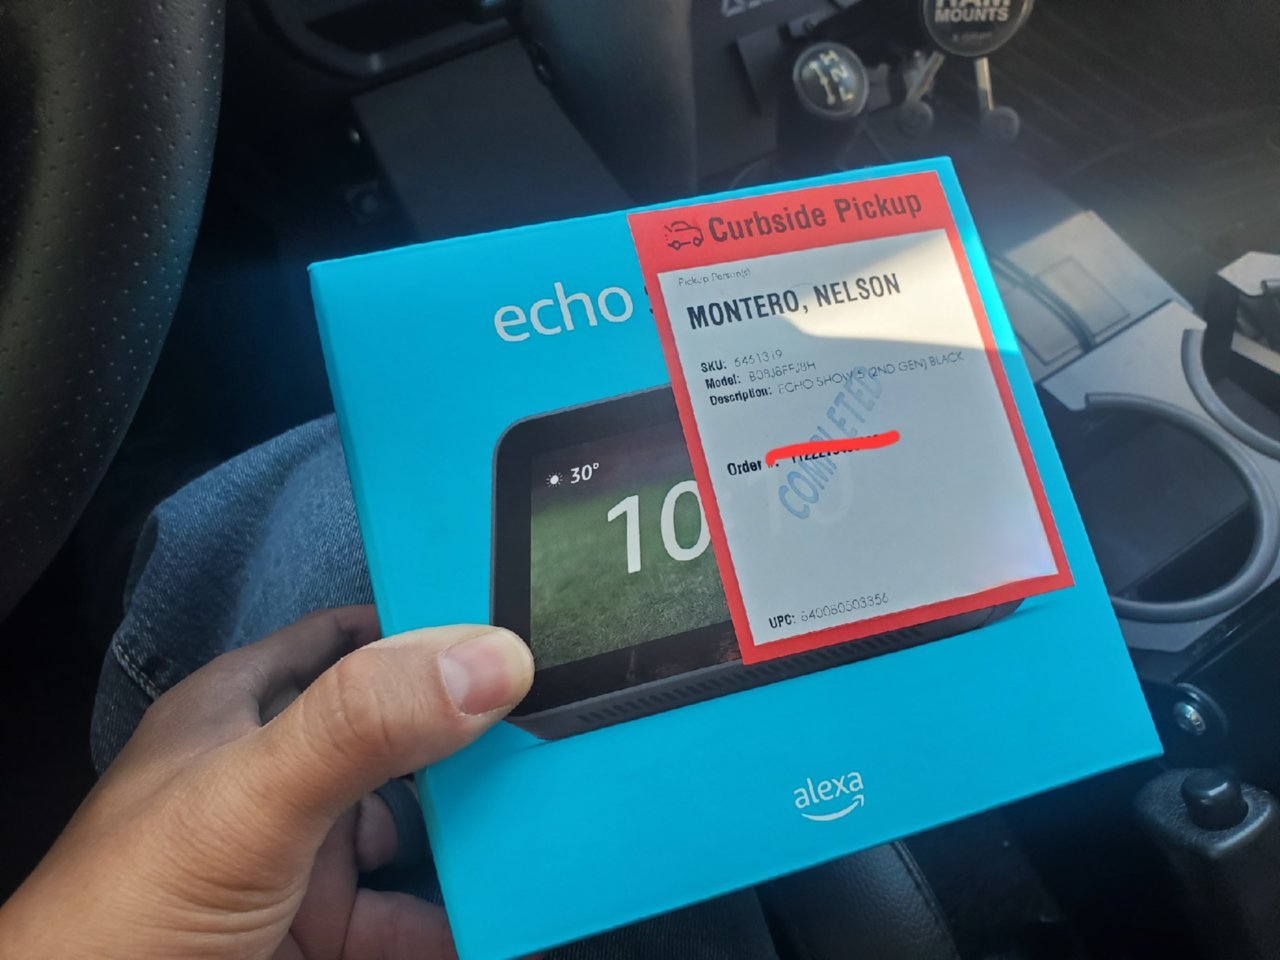 RAM
MOUNTS
Curbside Pickup
Pickup Person(s)
MONTERO, NELSON
SKU: 6451319
Model:
Description: ECHO SHOW 5 (2ND GEN) BLACK
Order
COMPLETED
UPC: 840080503356
echo
30°
10
alexa